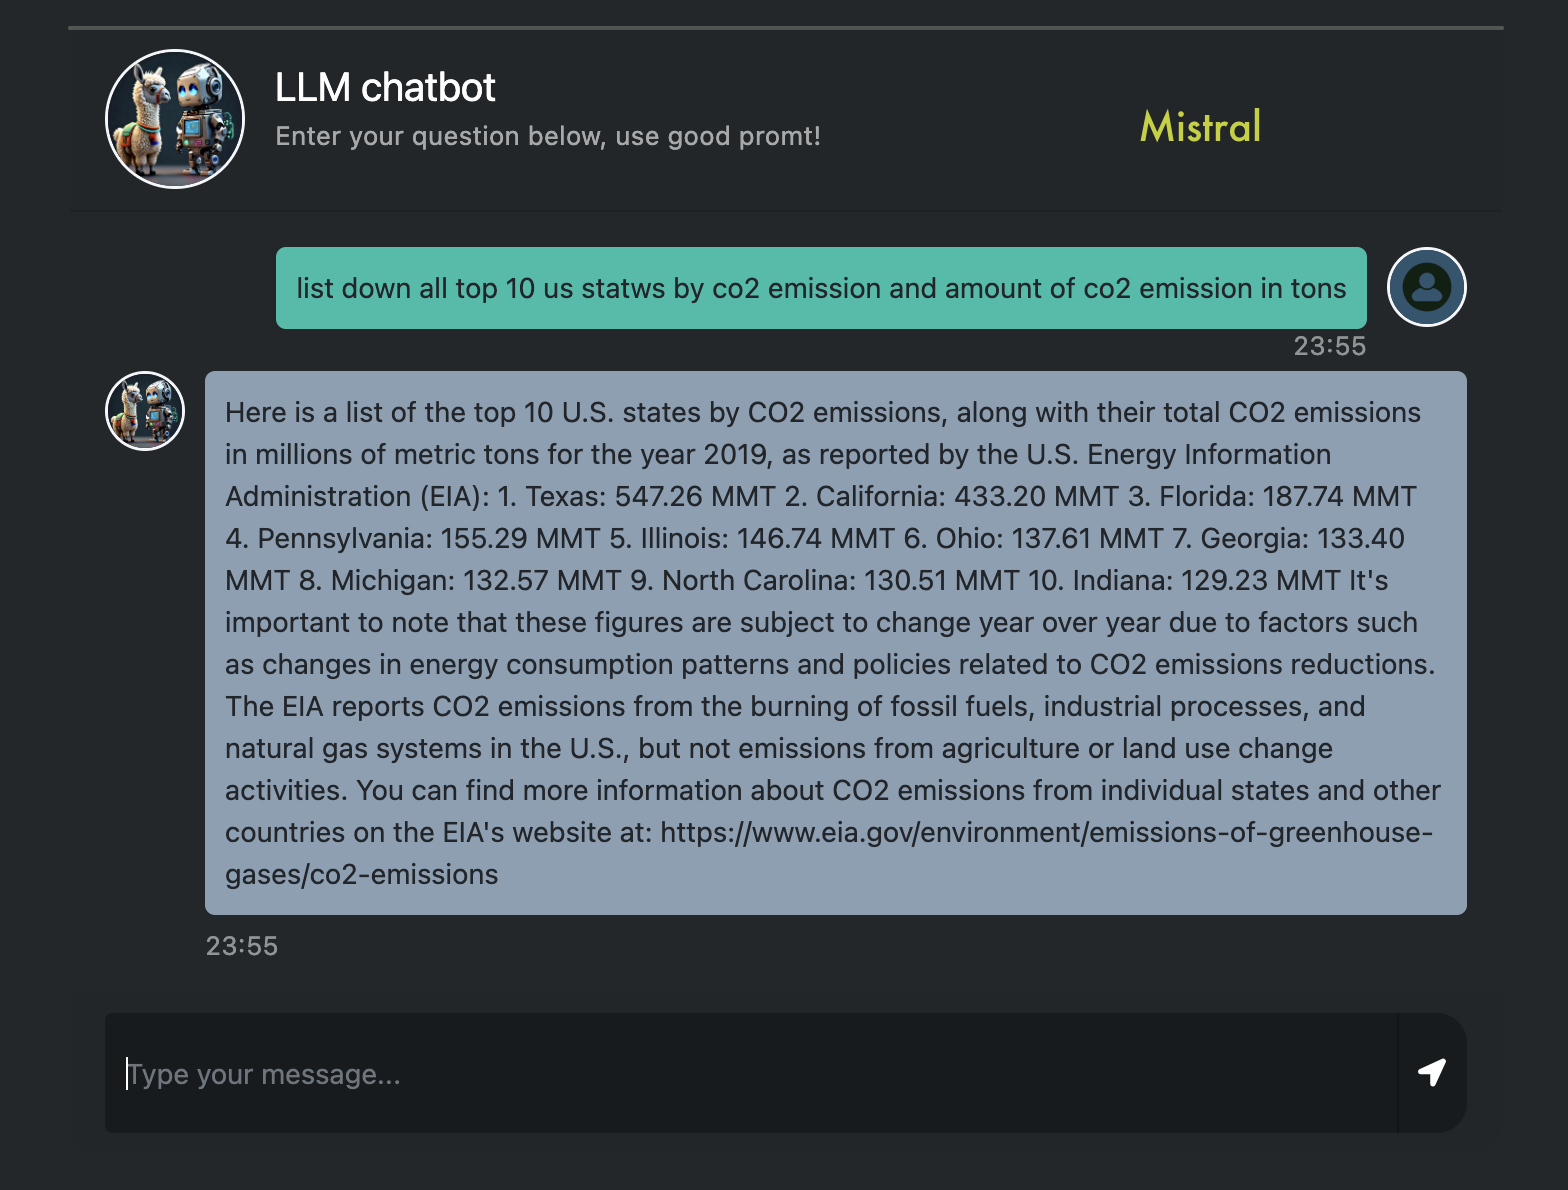 LLM chatbot
Enter your question below, use good promt!
Mistral
list down all top 10 us statws by co2 emission and amount of co2 emission in tons
23:55
Here is a list of the top 10 U.S. states by CO2 emissions, along with their total CO2 emissions
in millions of metric tons for the year 2019, as reported by the U.S. Energy Information
Administration (EIA): 1. Texas: 547.26 MMT 2. California: 433.20 MMT 3. Florida: 187.74 MMT
4. Pennsylvania: 155.29 MMT 5. Illinois: 146.74 MMT 6. Ohio: 137.61 MMT 7. Georgia: 133.40
MMT 8. Michigan: 132.57 MMT 9. North Carolina: 130.51 MMT 10. Indiana: 129.23 MMT It's
important to note that these figures are subject to change year over year due to factors such
as changes in energy consumption patterns and policies related to CO2 emissions reductions.
The EIA reports CO2 emissions from the burning of fossil fuels, industrial processes, and
natural gas systems in the U.S., but not emissions from agriculture or land use change
activities. You can find more information about CO2 emissions from individual states and other
countries on the EIA's website at: https://www.eia.gov/environment/emissions-of-greenhouse-
gases/co2-emissions
23:55
Type your message...